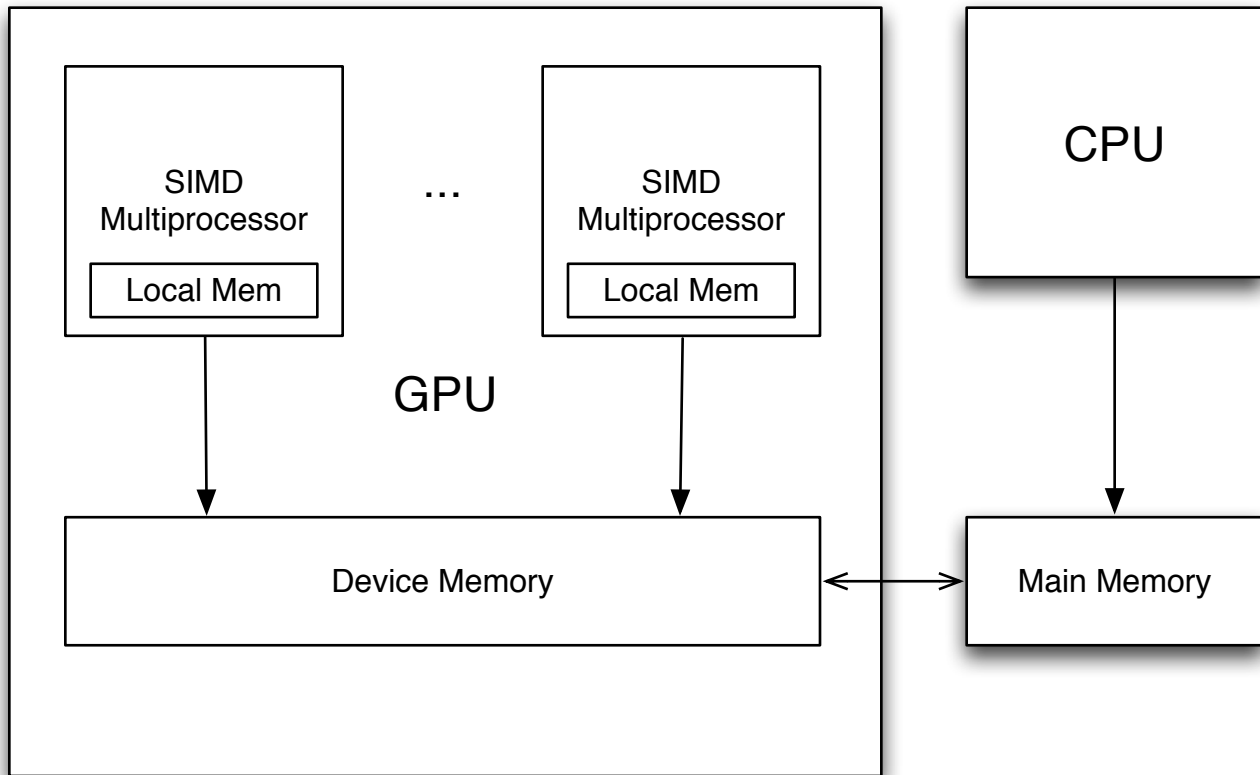 SIMD
Multiprocessor
Local Mem
...
SIMD
Multiprocessor
Local Mem
CPU
GPU
Device Memory
Main Memory